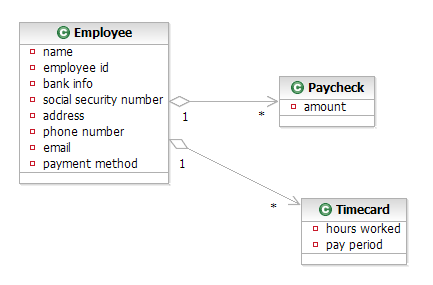 C Employee
name
employee id
bank info
social security number
address
phone number
email
payment method
1
*
C Paycheck
amount
1
*
C Timecard
hours worked
pay period